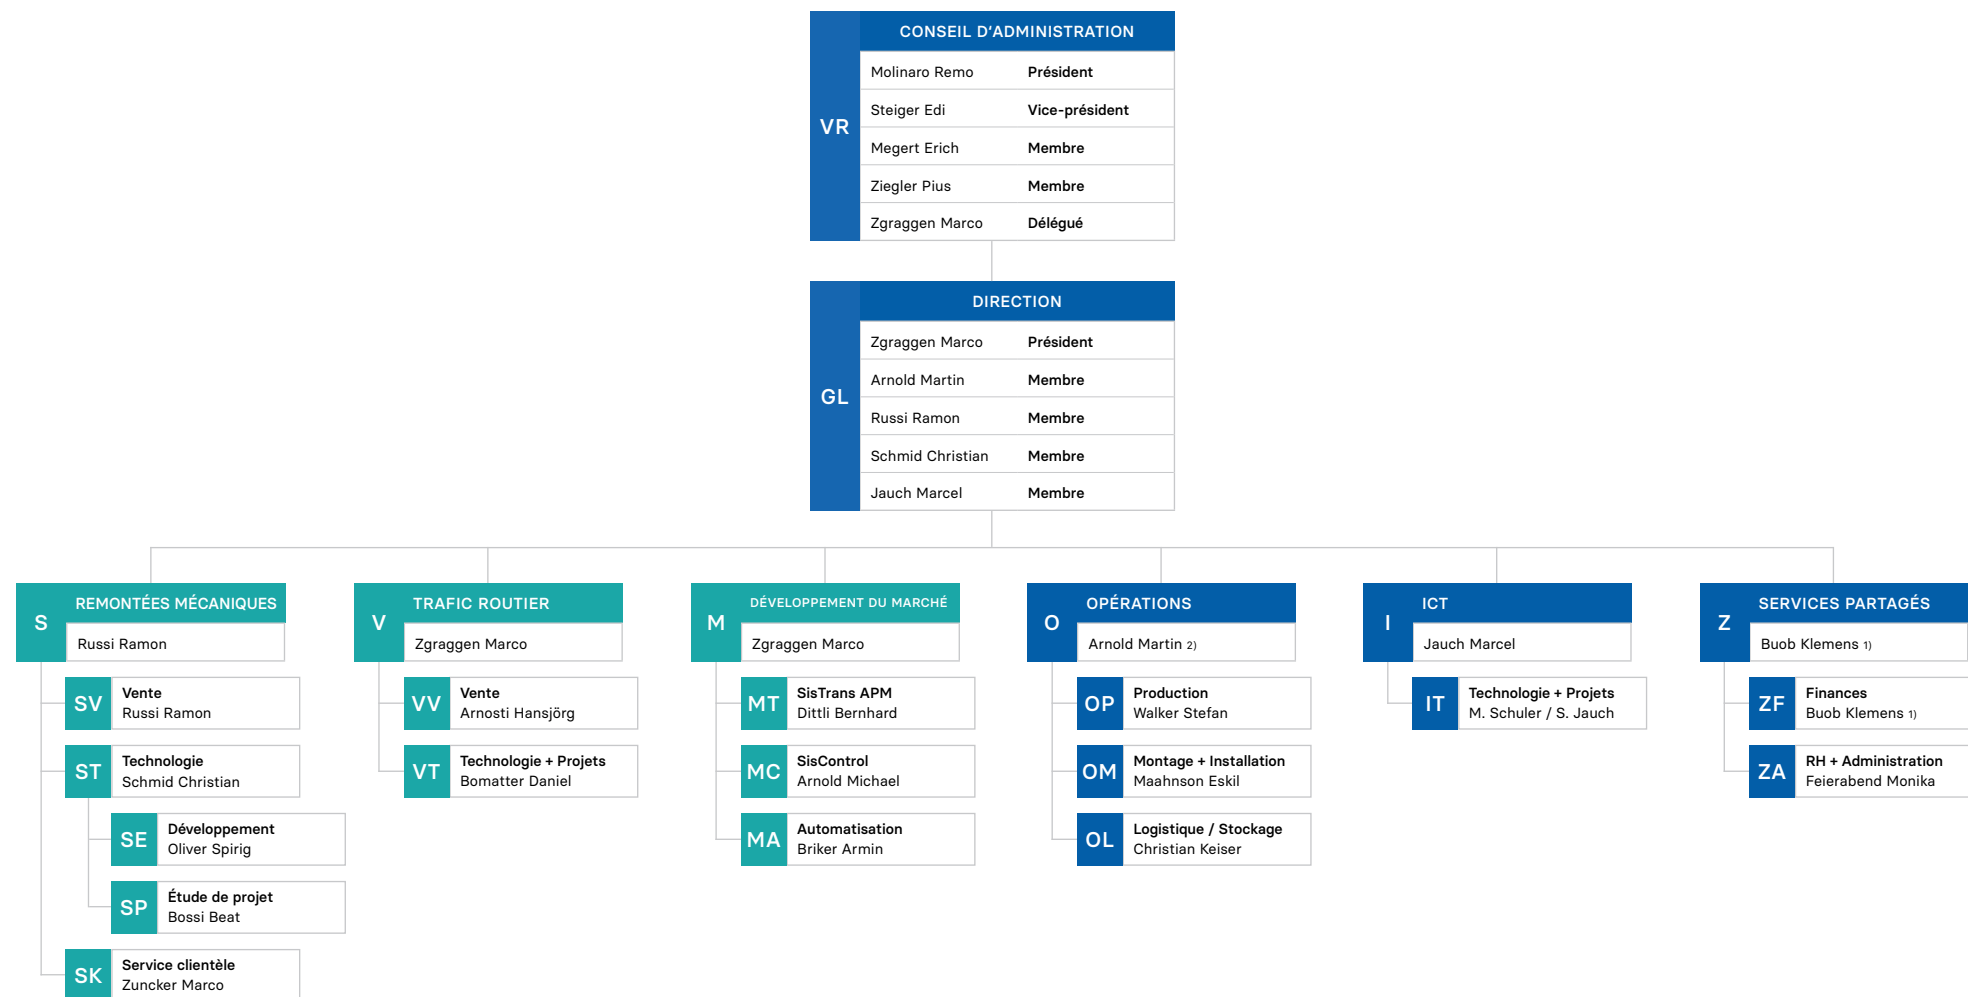 CONSEIL D'ADMINISTRATION
VR
Molinaro Remo Président
Steiger Edi Vice-président
Megert Erich Membre
Ziegler Pius Membre
Zgraggen Marco Délégué
DIRECTION
GL
Zgraggen Marco Président
Arnold Martin Membre
Russi Ramon Membre
Schmid Christian Membre
Jauch Marcel Membre
S
REMONTÉES MÉCANIQUES
Russi Ramon
SV
Vente
Russi Ramon
ST
Technologie
Schmid Christian
SE
Développement
Oliver Spirig
SP
Étude de projet
Bossi Beat
SK
Service clientèle
Zuncker Marco
V
TRAFIC ROUTIER
Zgraggen Marco
VV
Vente
Arnosti Hansjörg
VT
Technologie + Projets
Bomatter Daniel
M
DÉVELOPPEMENT DU MARCHÉ
Zgraggen Marco
MT
SisTrans APM
Dittli Bernhard
MC
SisControl
Arnold Michael
MA
Automatisation
Briker Armin
O
OPÉRATIONS
Arnold Martin 2)
OP
Production
Walker Stefan
OM
Montage + Installation
Maahnson Eskil
OL
Logistique / Stockage
Christian Keiser
I
ICT
Jauch Marcel
IT
Technologie + Projets
M. Schuler / S. Jauch
Z
SERVICES PARTAGÉS
Buob Klemens 1)
ZF
Finances
Buob Klemens 1)
ZA
RH + Administration
Feierabend Monika